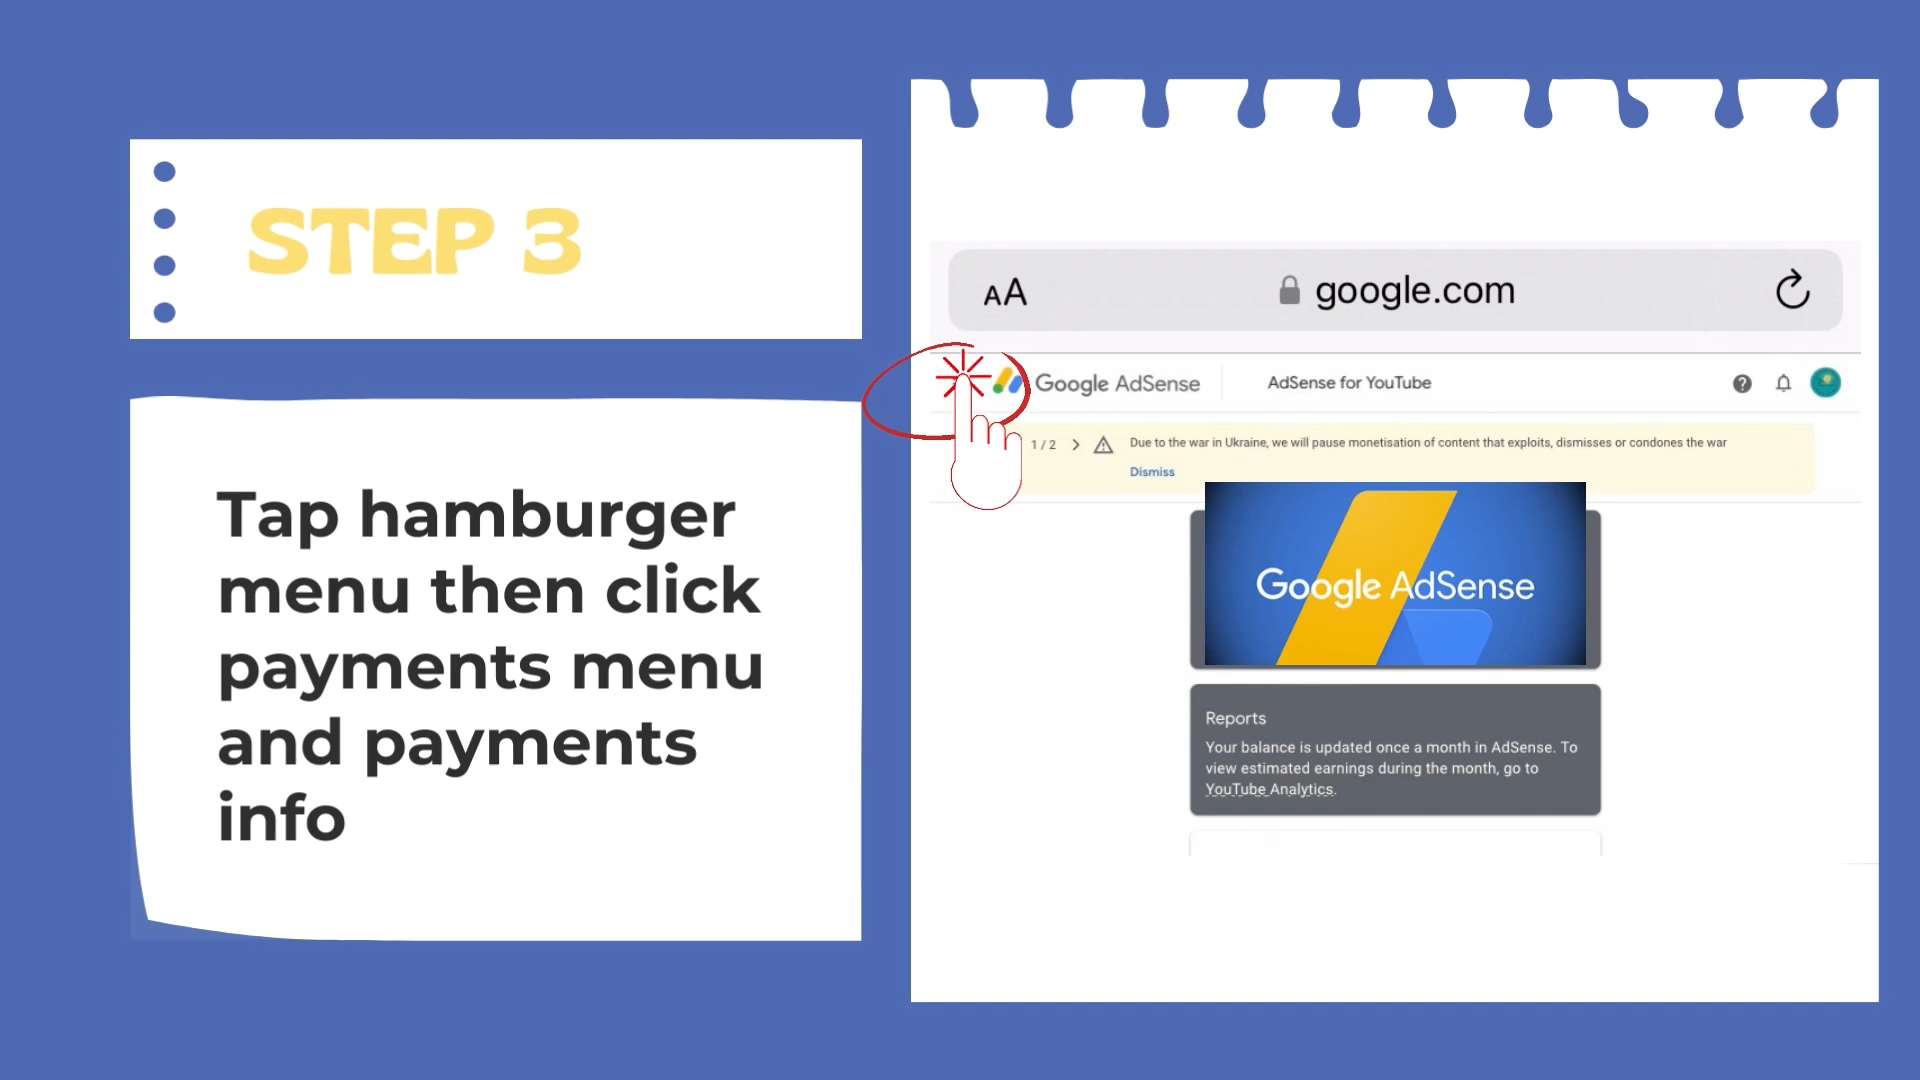 STEP 3
Tap hamburger
menu then click
payments menu
and payments
info
AA
google.com
Google AdSense
AdSense for YouTube
1 / 2
Due to the war in Ukraine, we will pause monetisation of content that exploits, dismisses or condones the war
Dismiss
Google AdSense
Reports
Your balance is updated once a month in AdSense. To
view estimated earnings during the month, go to
YouTube Analytics.